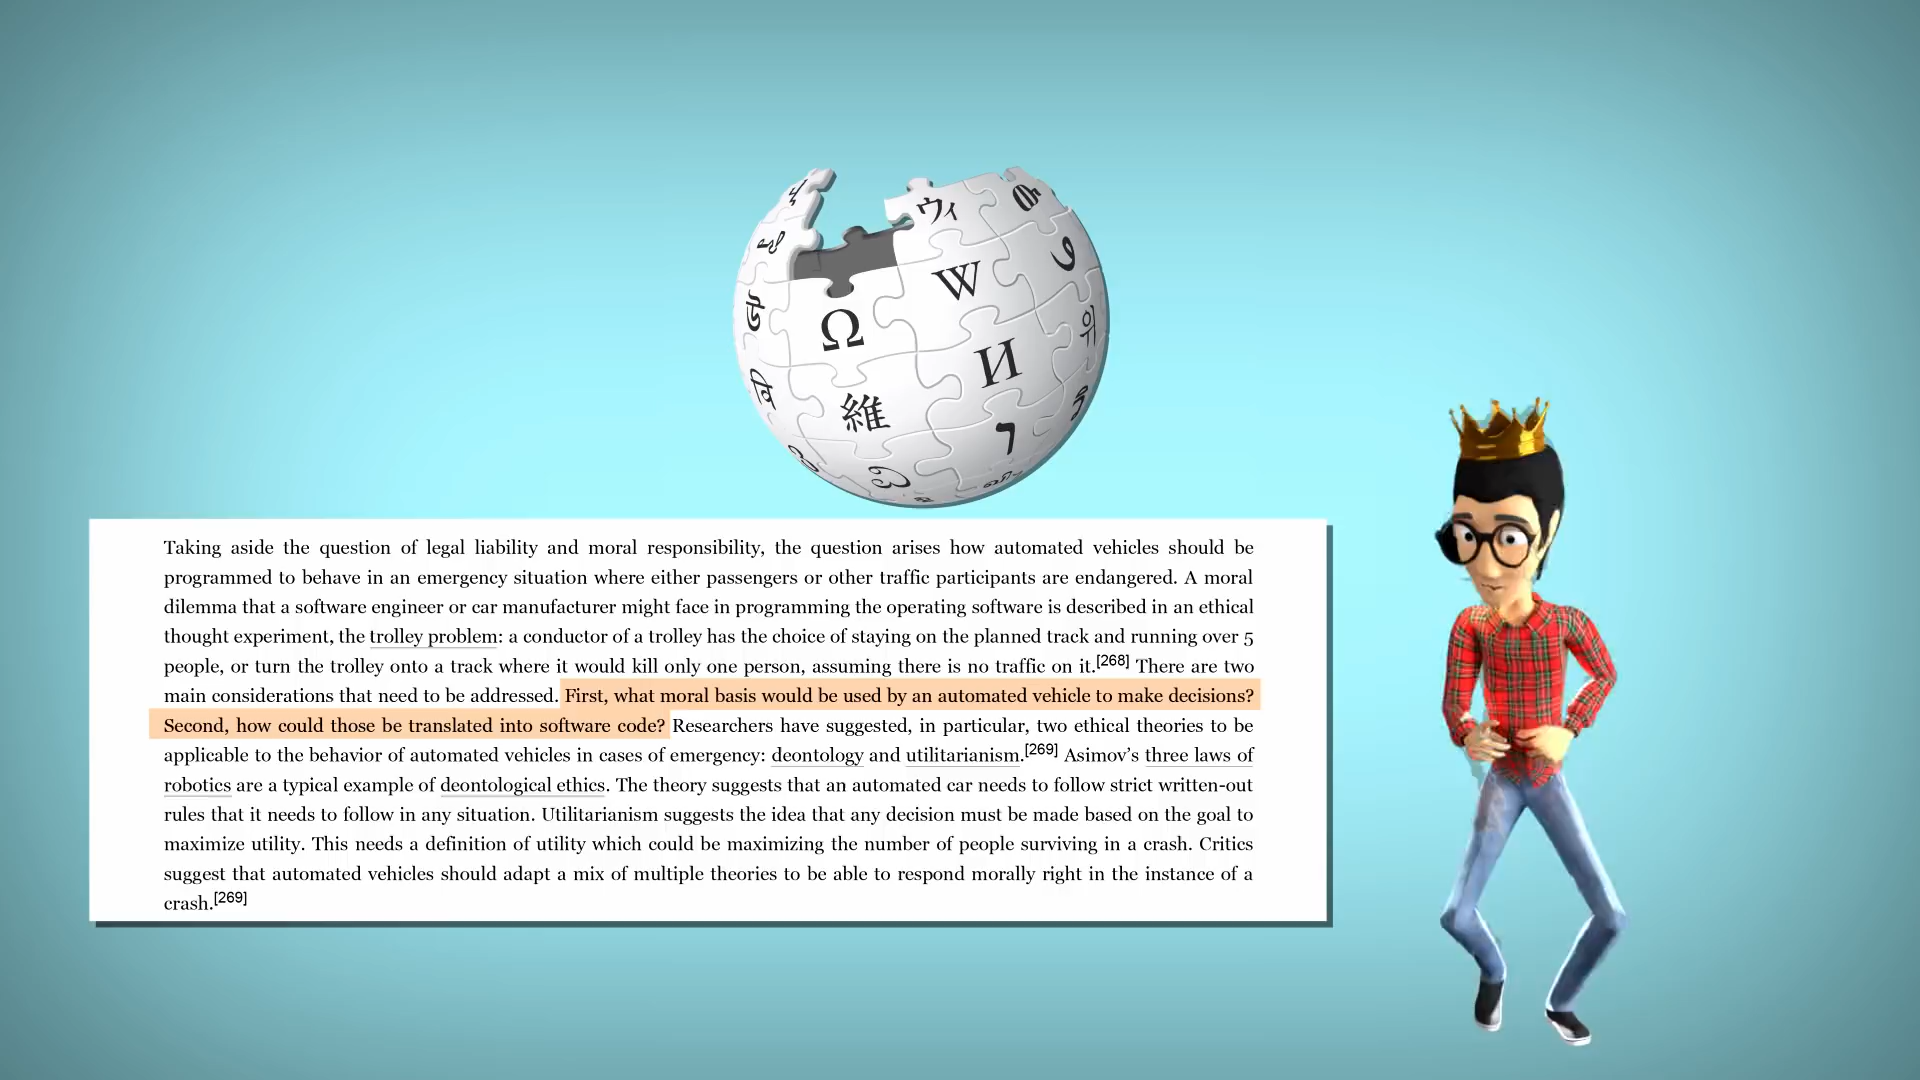 ウィ
W
Ω
И
위
維
Taking aside the question of legal liability and moral responsibility, the question arises how automated vehicles should be
programmed to behave in an emergency situation where either passengers or other traffic participants are endangered. A moral
dilemma that a software engineer or car manufacturer might face in programming the operating software is described in an ethical
thought experiment, the trolley problem: a conductor of a trolley has the choice of staying on the planned track and running over 5
people, or turn the trolley onto a track where it would kill only one person, assuming there is no traffic on it.[268] There are two
main considerations that need to be addressed. First, what moral basis would be used by an automated vehicle to make decisions?
Second, how could those be translated into software code? Researchers have suggested, in particular, two ethical theories to be
applicable to the behavior of automated vehicles in cases of emergency: deontology and utilitarianism.[269] Asimov’s three laws of
robotics are a typical example of deontological ethics. The theory suggests that an automated car needs to follow strict written-out
rules that it needs to follow in any situation. Utilitarianism suggests the idea that any decision must be made based on the goal to
maximize utility. This needs a definition of utility which could be maximizing the number of people surviving in a crash. Critics
suggest that automated vehicles should adapt a mix of multiple theories to be able to respond morally right in the instance of a
crash.[269]